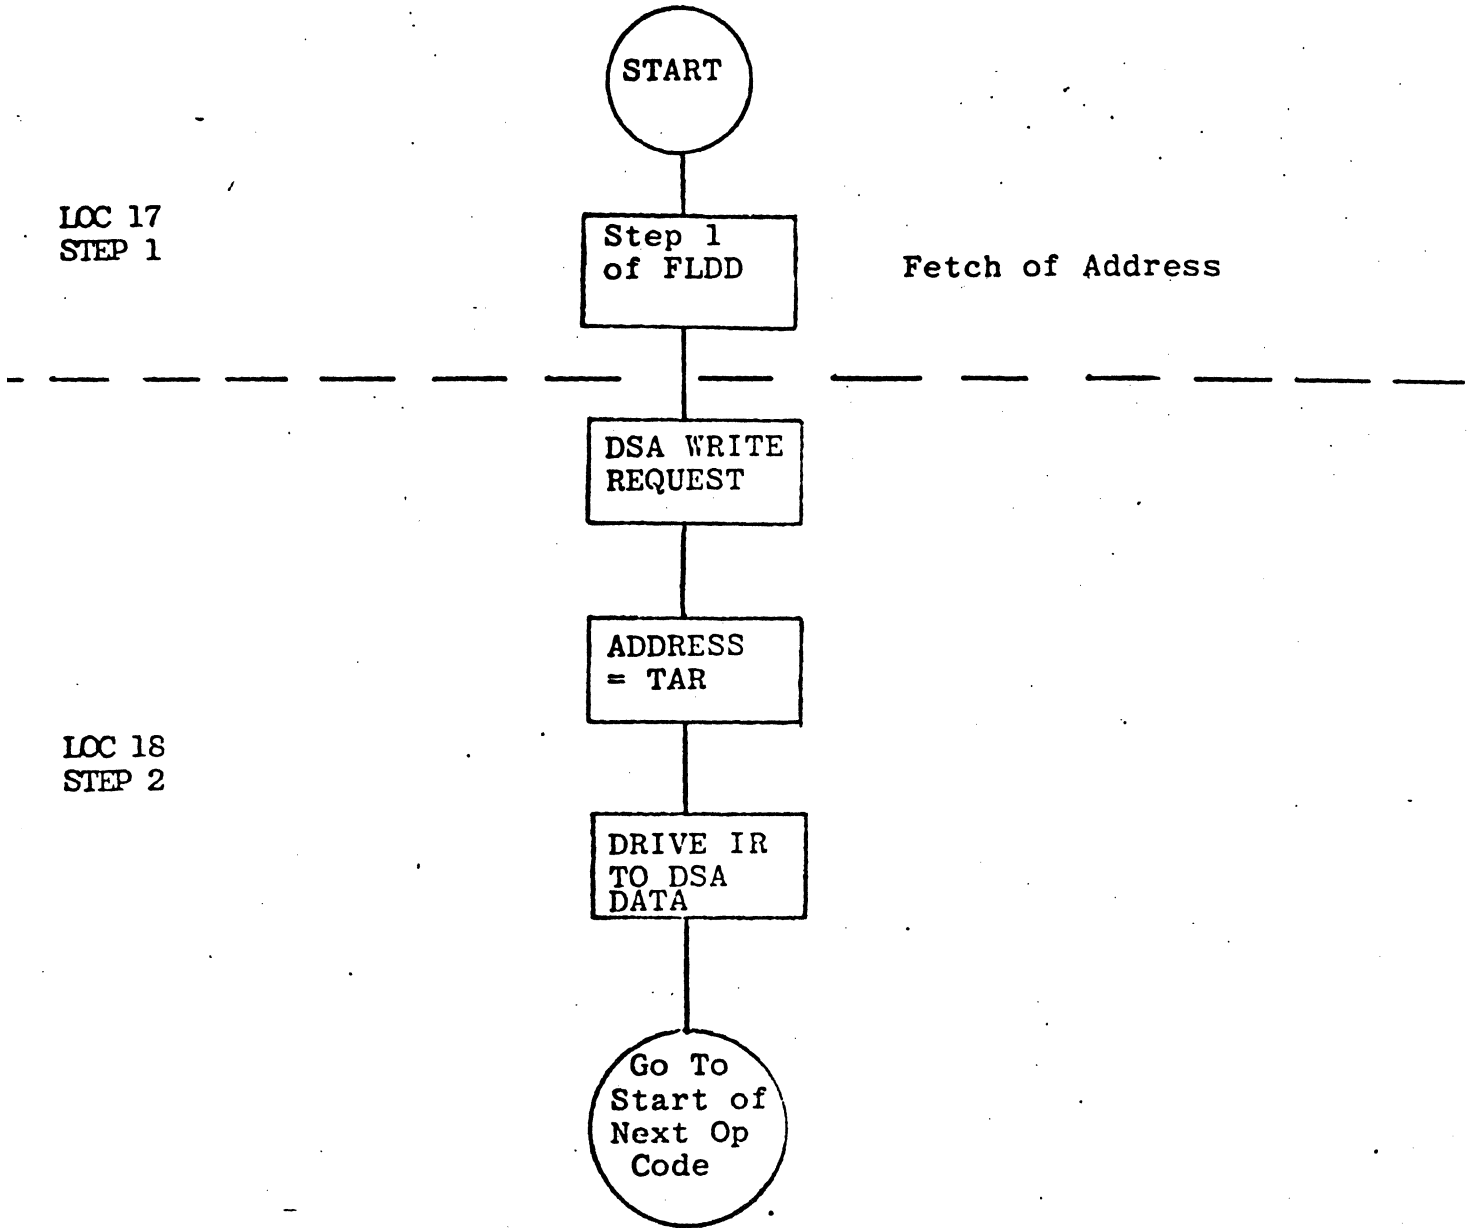 START
LOC 17
STEP 1
Step 1
of FLDD
Fetch of Address
DSA WRITE
REQUEST
ADDRESS
= TAR
LOC 18
STEP 2
DRIVE IR
TO DSA
DATA
Go To
Start of
Next Op
Code